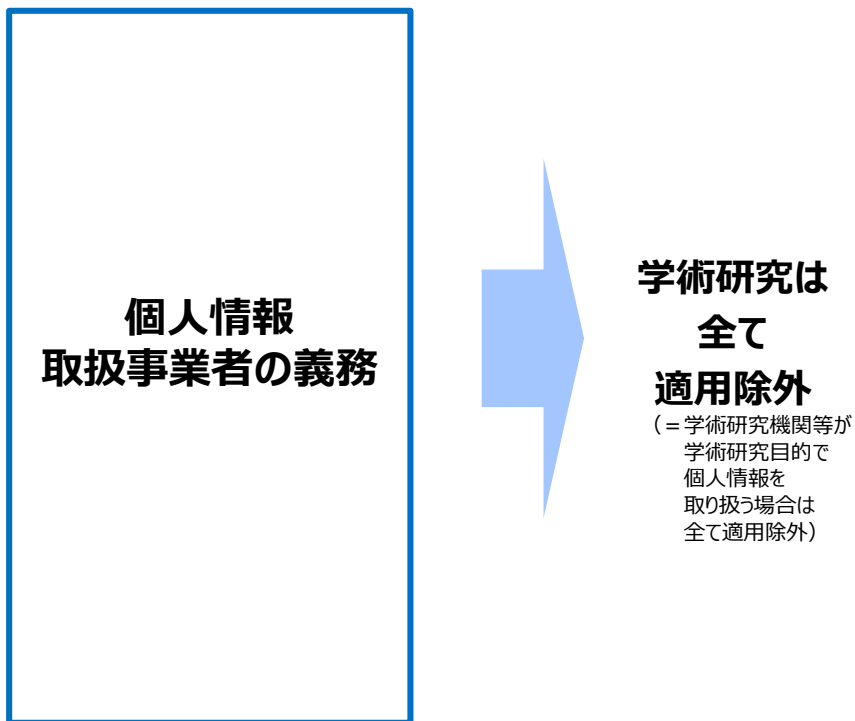 個人情報
取扱事業者の義務
学術研究は
全て
適用除外
（＝学術研究機関等が
学術研究目的で
個人情報を
取り扱う場合は
全て適用除外）